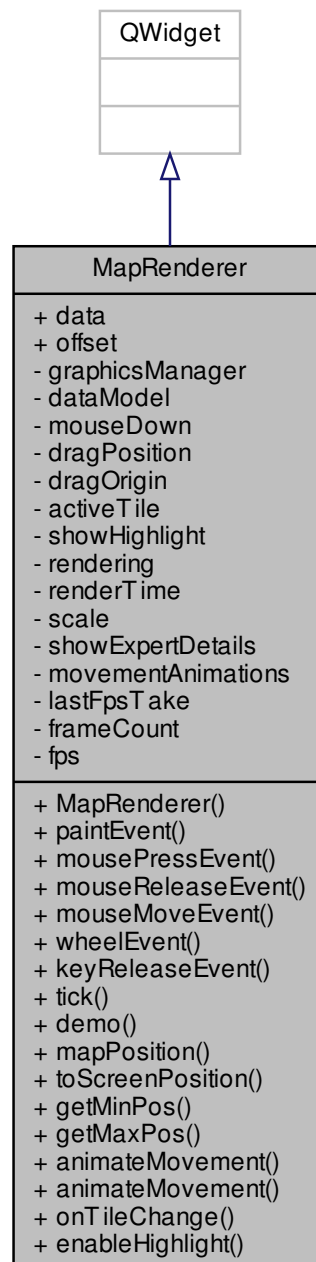 QWidget
MapRenderer
+ data
+ offset
- graphicsManager
- dataModel
- mouseDown
- dragPosition
- dragOrigin
- activeTile
- showHighlight
- rendering
- renderTime
- scale
- showExpertDetails
- movementAnimations
- lastFpsTake
- frameCount
- fps
+ MapRenderer()
+ paintEvent()
+ mousePressEvent()
+ mouseReleaseEvent()
+ mouseMoveEvent()
+ wheelEvent()
+ keyReleaseEvent()
+ tick()
+ demo()
+ mapPosition()
+ toScreenPosition()
+ getMinPos()
+ getMaxPos()
+ animateMovement()
+ animateMovement()
+ onTileChange()
+ enableHighlight()